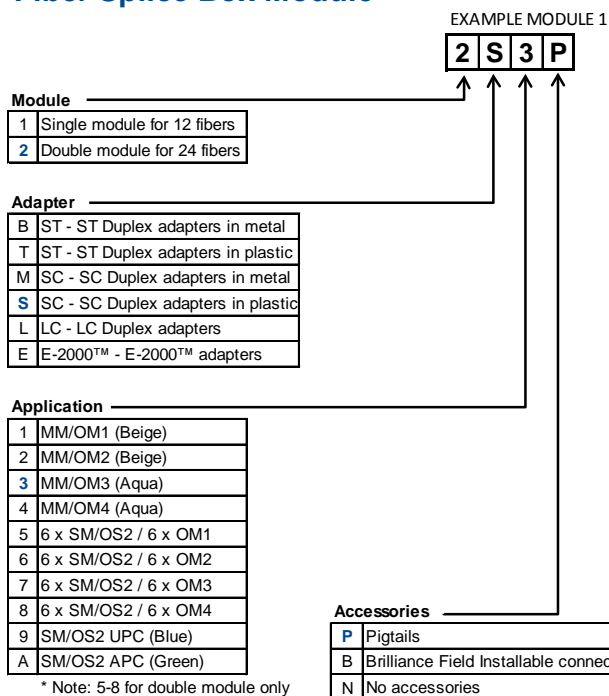 EXAMPLE MODULE 1
2 S 3 P
Module
1 Single module for 12 fibers
2 Double module for 24 fibers
Adapter
B ST - ST Duplex adapters in metal
T ST - ST Duplex adapters in plastic
M SC - SC Duplex adapters in metal
S SC - SC Duplex adapters in plastic
L LC - LC Duplex adapters
E E-2000™ - E-2000™ adapters
Application
1 MM/OM1 (Beige)
2 MM/OM2 (Beige)
3 MM/OM3 (Aqua)
4 MM/OM4 (Aqua)
5 6 x SM/OS2 / 6 x OM1
6 6 x SM/OS2 / 6 x OM2
7 6 x SM/OS2 / 6 x OM3
8 6 x SM/OS2 / 6 x OM4
9 SM/OS2 UPC (Blue)
A SM/OS2 APC (Green)
* Note: 5-8 for double module only
Accessories
P Pigtails
B Brilliance Field Installable
N No accessories